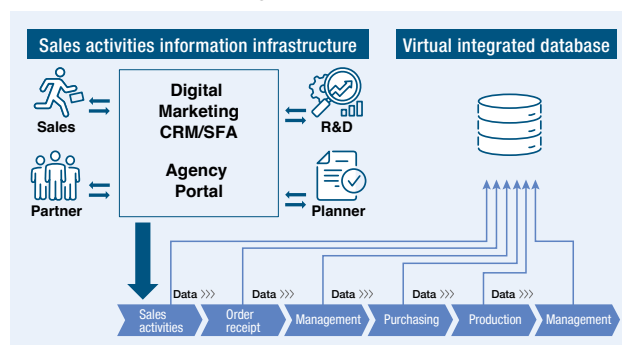 Sales activities information infrastructure
Virtual integrated database
Sales
Partner
Digital
Marketing
CRM/SFA
Agency
Portal
R&D
Planner
Data 〉〉〉
Data 〉〉〉
Data 〉〉〉
Data 〉〉〉
Data 〉〉〉
Sales
activities
Order
receipt
Management
Purchasing
Production
Management